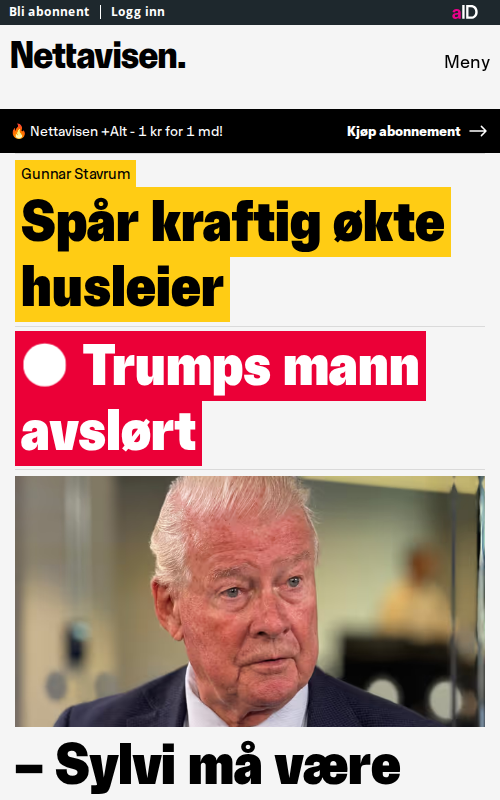 Bli abonnent | Logg inn
aID
Nettavisen.
Meny
🔥 Nettavisen +Alt - 1 kr for 1 md!
Kjøp abonnement →
Gunnar Stavrum
Spår kraftig økte
husleier
Trumps mann
avslørt
– Sylvi må være